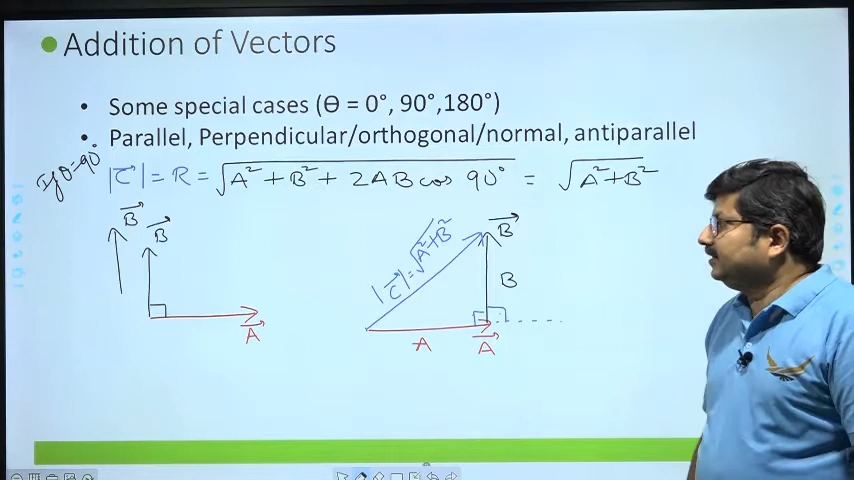 Addition of Vectors
• Some special cases (Θ = 0°, 90°,180°)
• Parallel, Perpendicular/orthogonal/normal, antiparallel
If θ=90°
|C⃗| = R = √(A² + B² + 2AB cos 90°) = √(A²+B²)
B⃗
B⃗
A⃗
|C⃗|=√(A²+B²)
B⃗
B
A
A⃗